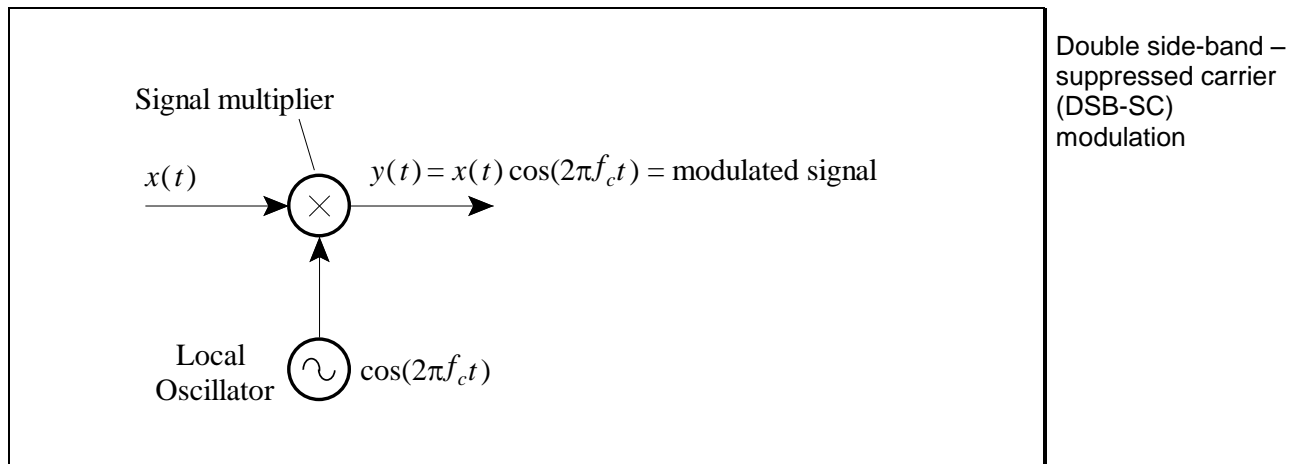 Double side-band –
suppressed carrier
(DSB-SC)
modulation
Signal multiplier
x(t)
y(t) = x(t) cos(2πf_c t) = modulated signal
Local
Oscillator
cos(2πf_c t)